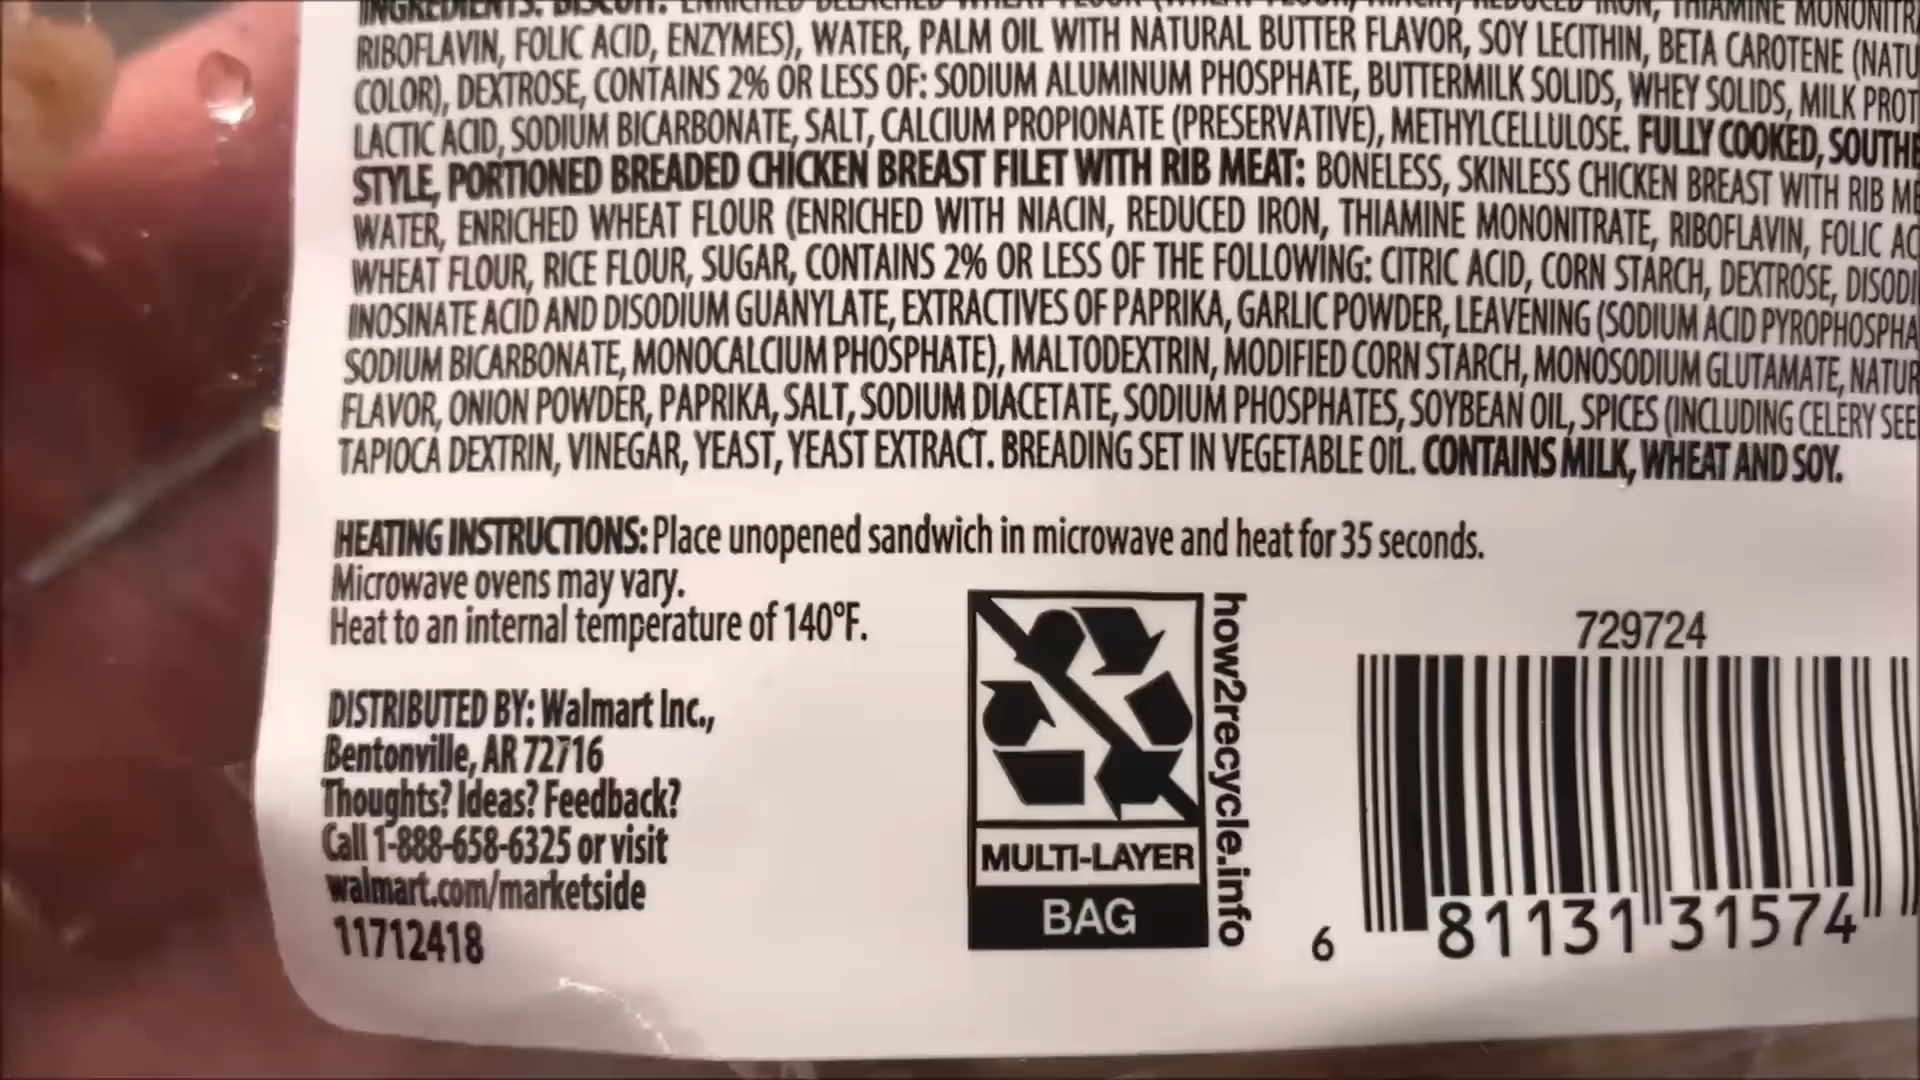 INGREDIENTS: BISCUIT: ENRICHED BLEACHED WHEAT FLOUR (WHEAT FLOUR, NIACIN, REDUCED IRON, THIAMINE MONONITRA
RIBOFLAVIN, FOLIC ACID, ENZYMES), WATER, PALM OIL WITH NATURAL BUTTER FLAVOR, SOY LECITHIN, BETA CAROTENE (NATU
COLOR), DEXTROSE, CONTAINS 2% OR LESS OF: SODIUM ALUMINUM PHOSPHATE, BUTTERMILK SOLIDS, WHEY SOLIDS, MILK PROT
LACTIC ACID, SODIUM BICARBONATE, SALT, CALCIUM PROPIONATE (PRESERVATIVE), METHYLCELLULOSE. FULLY COOKED, SOUTHE
STYLE, PORTIONED BREADED CHICKEN BREAST FILET WITH RIB MEAT: BONELESS, SKINLESS CHICKEN BREAST WITH RIB ME
WATER, ENRICHED WHEAT FLOUR (ENRICHED WITH NIACIN, REDUCED IRON, THIAMINE MONONITRATE, RIBOFLAVIN, FOLIC AC
WHEAT FLOUR, RICE FLOUR, SUGAR, CONTAINS 2% OR LESS OF THE FOLLOWING: CITRIC ACID, CORN STARCH, DEXTROSE, DISODI
INOSINATE ACID AND DISODIUM GUANYLATE, EXTRACTIVES OF PAPRIKA, GARLIC POWDER, LEAVENING (SODIUM ACID PYROPHOSPHA
SODIUM BICARBONATE, MONOCALCIUM PHOSPHATE), MALTODEXTRIN, MODIFIED CORN STARCH, MONOSODIUM GLUTAMATE, NATUR
FLAVOR, ONION POWDER, PAPRIKA, SALT, SODIUM DIACETATE, SODIUM PHOSPHATES, SOYBEAN OIL, SPICES (INCLUDING CELERY SEE
TAPIOCA DEXTRIN, VINEGAR, YEAST, YEAST EXTRACT. BREADING SET IN VEGETABLE OIL. CONTAINS MILK, WHEAT AND SOY.
HEATING INSTRUCTIONS: Place unopened sandwich in microwave and heat for 35 seconds.
Microwave ovens may vary.
Heat to an internal temperature of 140°F.
DISTRIBUTED BY: Walmart Inc.,
Bentonville, AR 72716
Thoughts? Ideas? Feedback?
Call 1-888-658-6325 or visit
walmart.com/marketside
11712418
MULTI-LAYER
BAG
how2recycle.info
729724
6 81131 31574